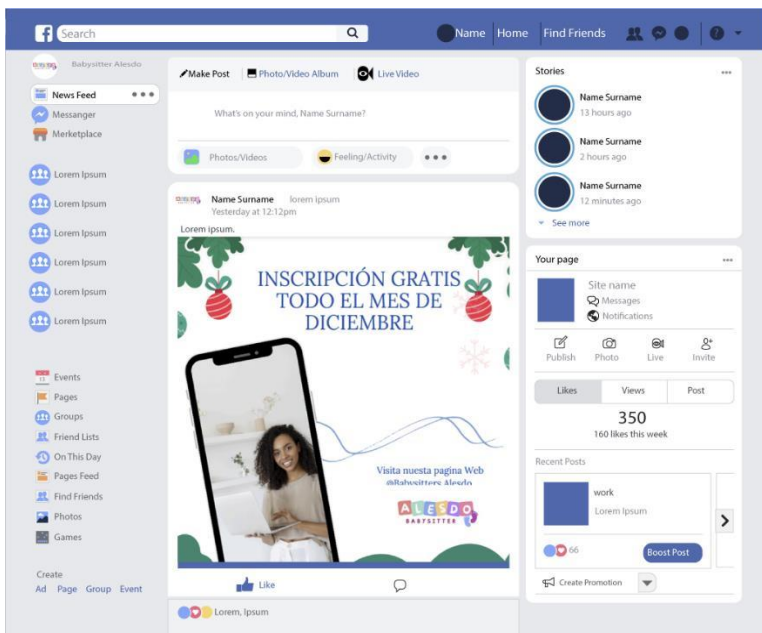 f Search
Name Home Find Friends ?
Babysitter Alesdo
News Feed
Messanger
Merketplace
Lorem Ipsum
Lorem Ipsum
Lorem Ipsum
Lorem Ipsum
Lorem Ipsum
Lorem Ipsum
Events
Pages
Groups
Friend Lists
On This Day
Pages Feed
Find Friends
Photos
Games
Create
Ad Page Group Event
Make Post Photo/Video Album Live Video
What's on your mind, Name Surname?
Photos/Videos Feeling/Activity
Name Surname lorem ipsum
Yesterday at 12:12pm
Lorem ipsum.
INSCRIPCIÓN GRATIS
TODO EL MES DE
DICIEMBRE
Visita nuesta pagina Web
@Babysitters Alesdo
ALESDO
BABYSITTER
Like
Lorem, Ipsum
Stories
Name Surname
13 hours ago
Name Surname
2 hours ago
Name Surname
12 minutes ago
See more
Your page
Site name
Messages
Notifications
Publish Photo Live Invite
Likes Views Post
350
160 likes this week
Recent Posts
work
Lorem Ipsum
66 Boost Post
Create Promotion